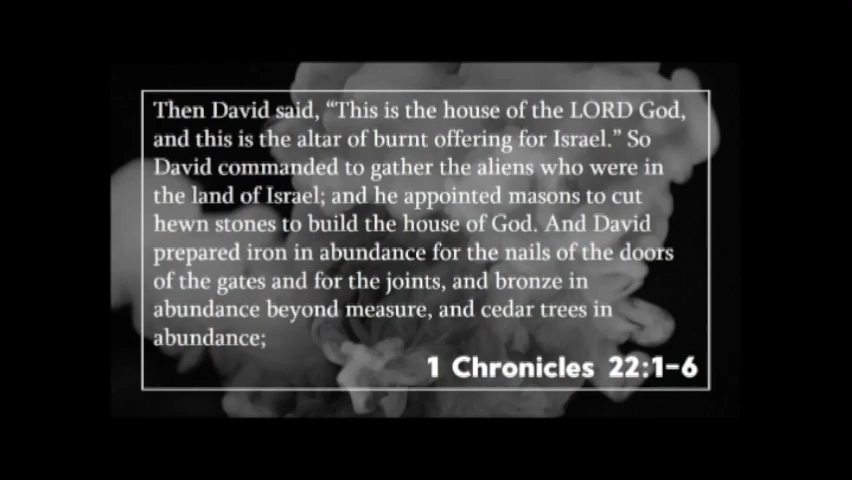 Then David said, “This is the house of the LORD God,
and this is the altar of burnt offering for Israel.” So
David commanded to gather the aliens who were in
the land of Israel; and he appointed masons to cut
hewn stones to build the house of God. And David
prepared iron in abundance for the nails of the doors
of the gates and for the joints, and bronze in
abundance beyond measure, and cedar trees in
abundance;
1 Chronicles 22:1-6